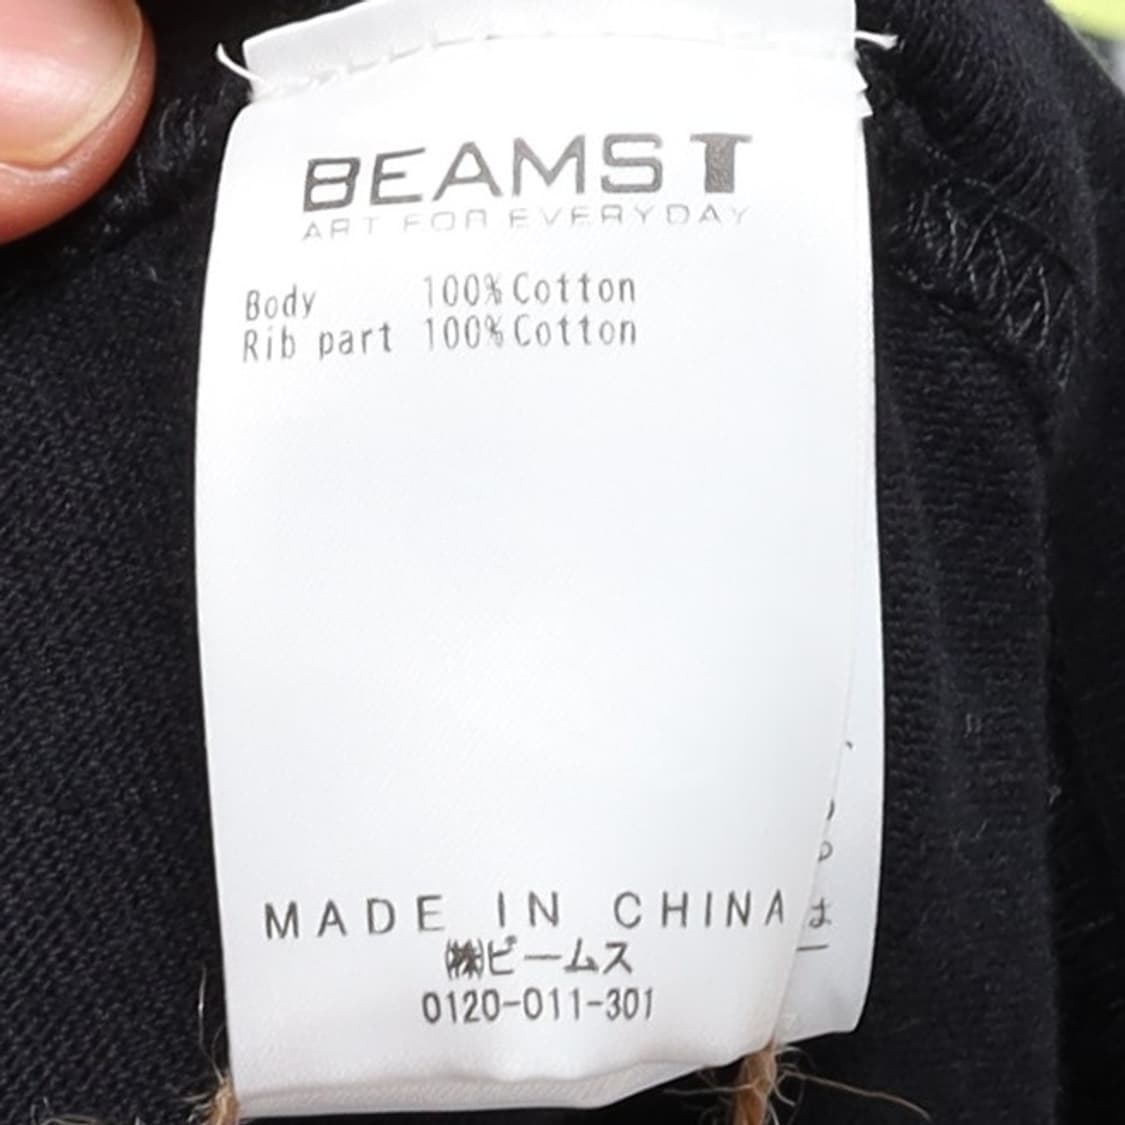 BEAMS T
ART FOR EVERYDAY
Body 100% Cotton
Rib part 100% Cotton
MADE IN CHINA
㈱ビームス
0120-011-301
は